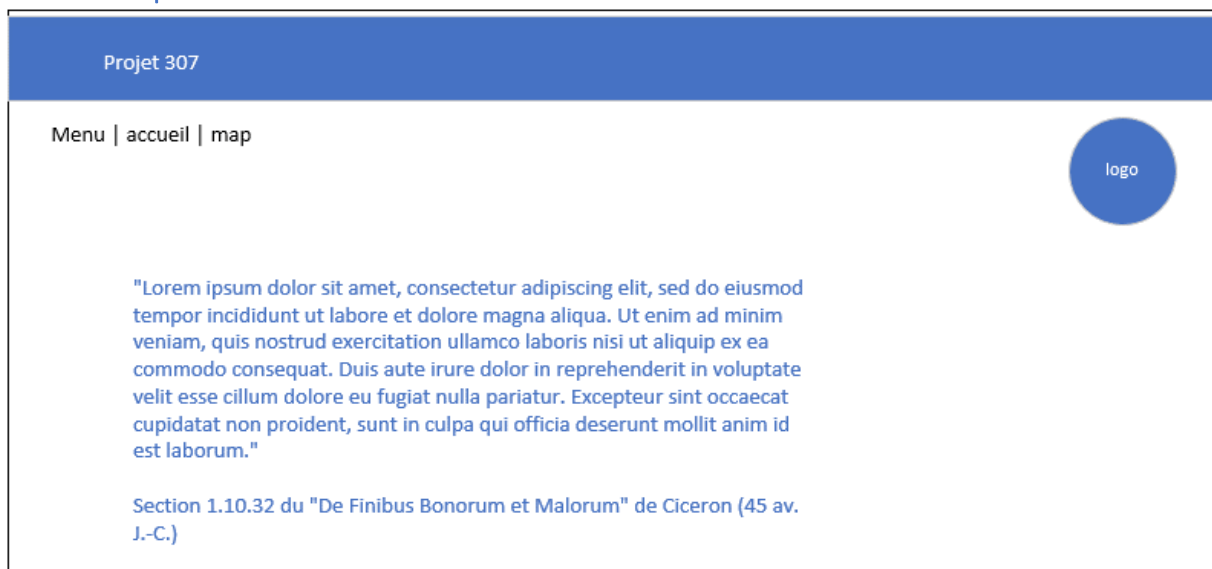 Projet 307
Menu | accueil | map
logo
"Lorem ipsum dolor sit amet, consectetur adipiscing elit, sed do eiusmod
tempor incididunt ut labore et dolore magna aliqua. Ut enim ad minim
veniam, quis nostrud exercitation ullamco laboris nisi ut aliquip ex ea
commodo consequat. Duis aute irure dolor in reprehenderit in voluptate
velit esse cillum dolore eu fugiat nulla pariatur. Excepteur sint occaecat
cupidatat non proident, sunt in culpa qui officia deserunt mollit anim id
est laborum."
Section 1.10.32 du "De Finibus Bonorum et Malorum" de Ciceron (45 av.
J.-C.)